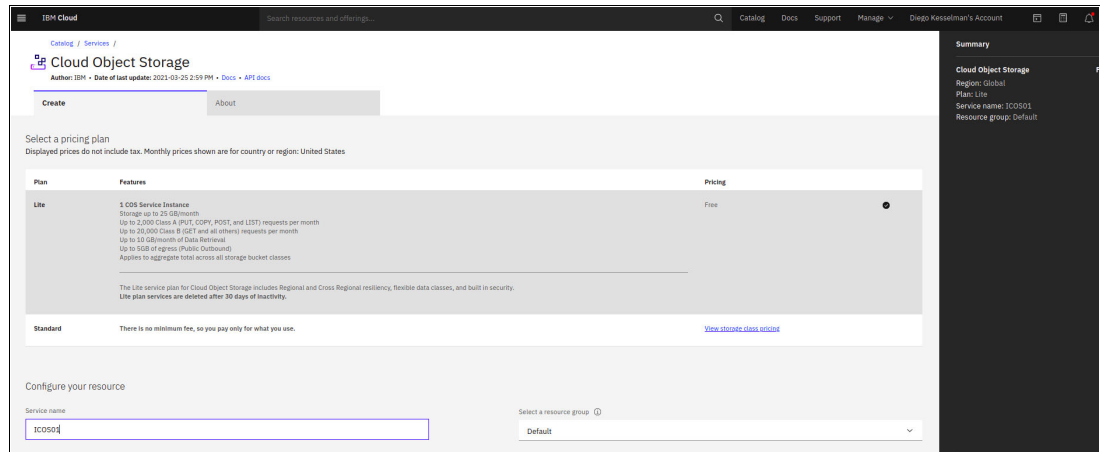 IBM Cloud
Search resources and offerings...
Catalog
Docs
Support
Manage
Diego Kesselman's Account
Catalog / Services /
Cloud Object Storage
Author: IBM • Date of last update: 2021-03-25 2:59 PM • Docs • API docs
Create
About
Select a pricing plan
Displayed prices do not include tax. Monthly prices shown are for country or region: United States
Plan
Features
Pricing
Lite
1 COS Service Instance
Free
Storage up to 25 GB/month
Up to 2,000 Class A (PUT, COPY, POST, and LIST) requests per month
Up to 20,000 Class B (GET and all others) requests per month
Up to 10 GB/month of Data Retrieval
Up to 5GB of egress (Public Outbound)
Applies to aggregate total across all storage bucket classes
The Lite service plan for Cloud Object Storage includes Regional and Cross Regional resiliency, flexible data classes, and built in security.
Lite plan services are deleted after 30 days of inactivity.
Standard
There is no minimum fee, so you pay only for what you use.
View storage class pricing
Configure your resource
Service name
ICOS01
Select a resource group
Default
Summary
Cloud Object Storage
F
Region: Global
Plan: Lite
Service name: ICOS01
Resource group: Default